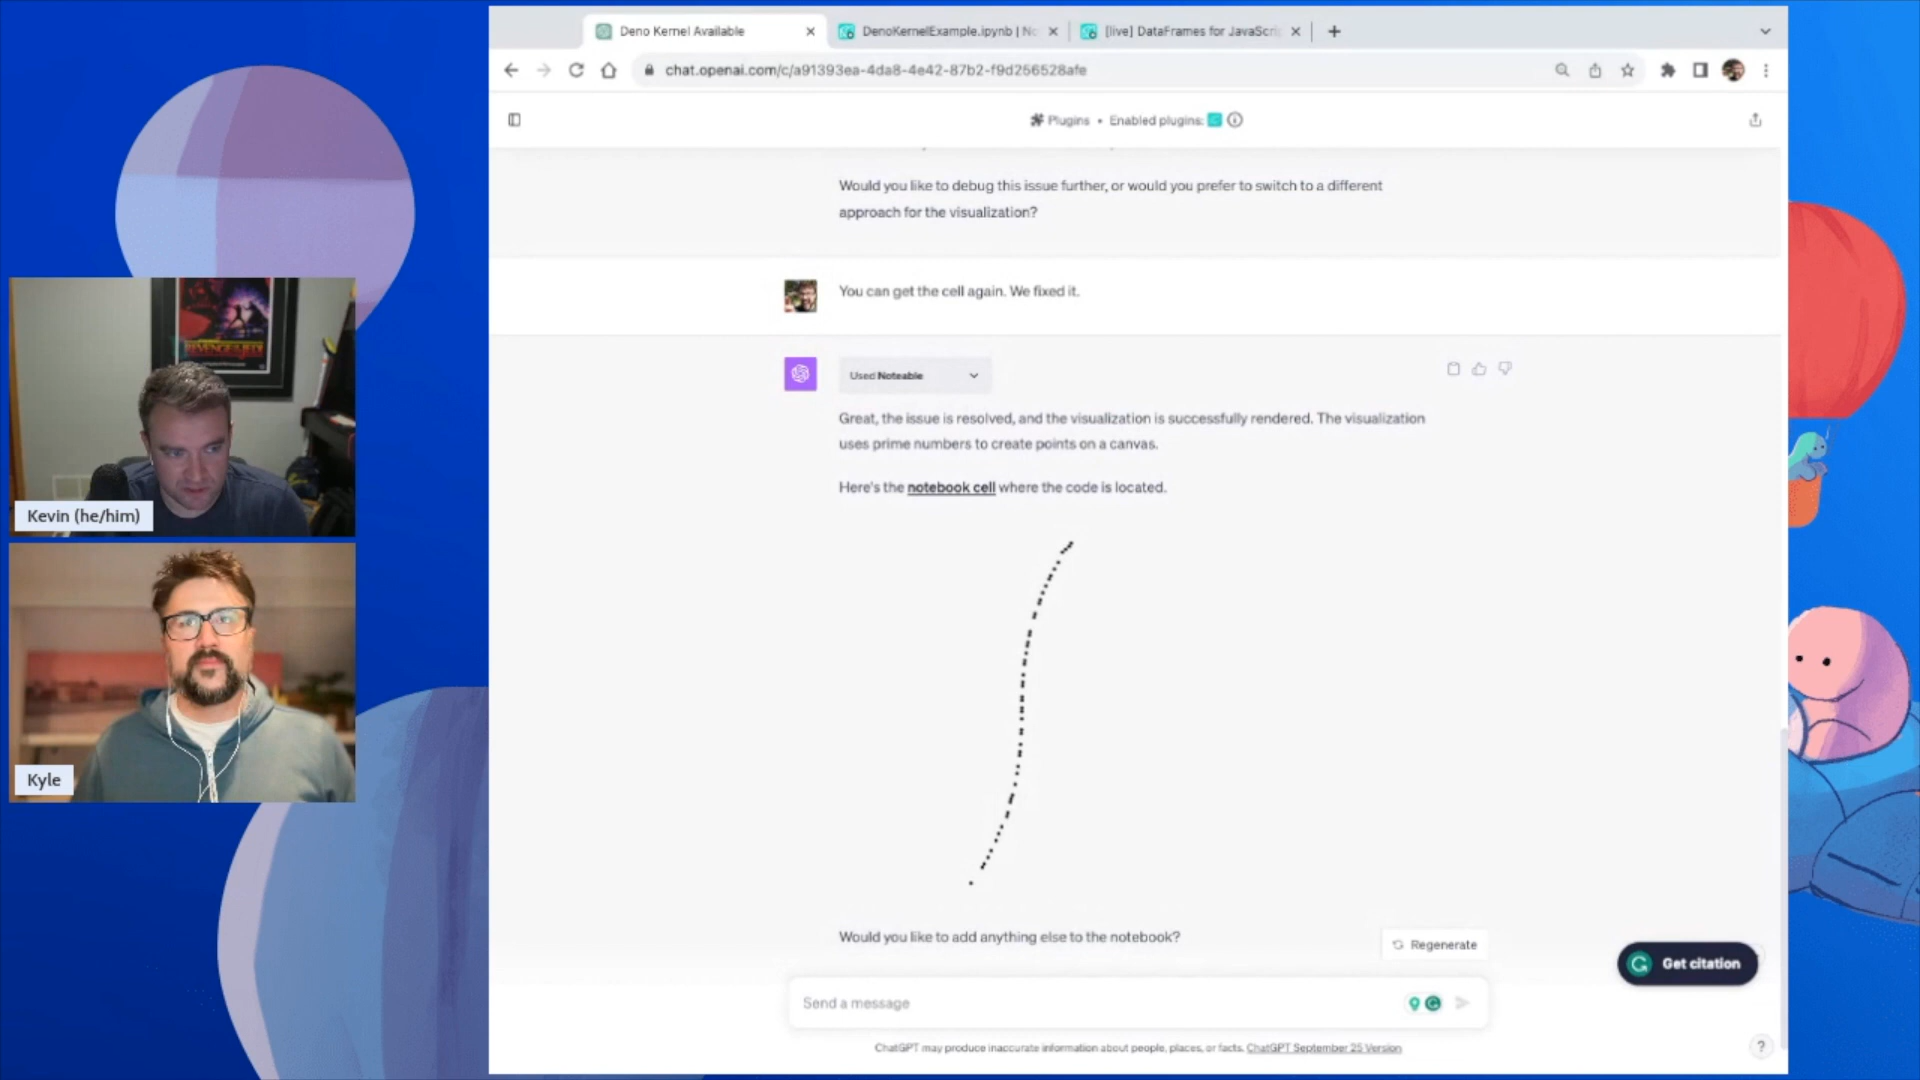 Deno Kernel Available
DenoKernelExample.ipynb | No
[live] DataFrames for JavaScri
chat.openai.com/c/a91393ea-4da8-4e42-87b2-f9d256528afe
Plugins • Enabled plugins:
Would you like to debug this issue further, or would you prefer to switch to a different
approach for the visualization?
You can get the cell again. We fixed it.
Used Noteable
Great, the issue is resolved, and the visualization is successfully rendered. The visualization
uses prime numbers to create points on a canvas.
Here's the notebook cell where the code is located.
Would you like to add anything else to the notebook?
Regenerate
Get citation
Send a message
ChatGPT may produce inaccurate information about people, places, or facts. ChatGPT September 25 Version
?
REVENGE OF THE JEDI
Kevin (he/him)
Kyle